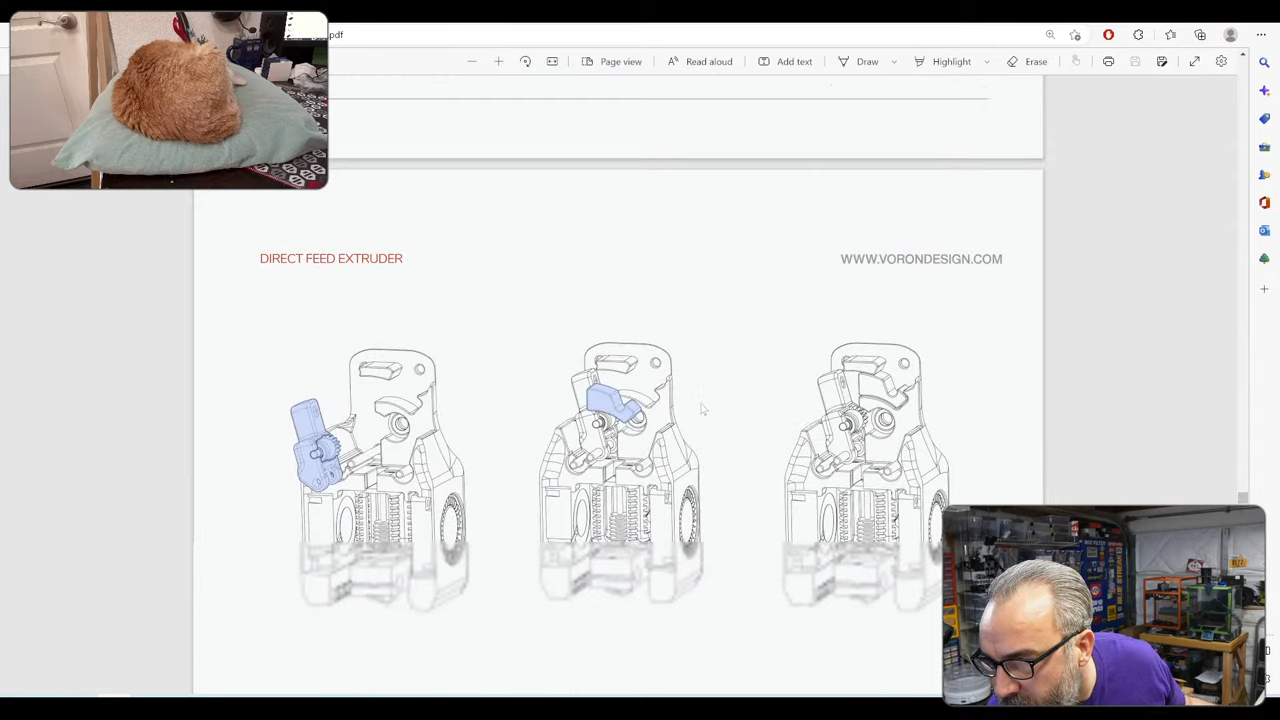 .pdf
Page view
Read aloud
Add text
Draw
Highlight
Erase
DIRECT FEED EXTRUDER
WWW.VORONDESIGN.COM